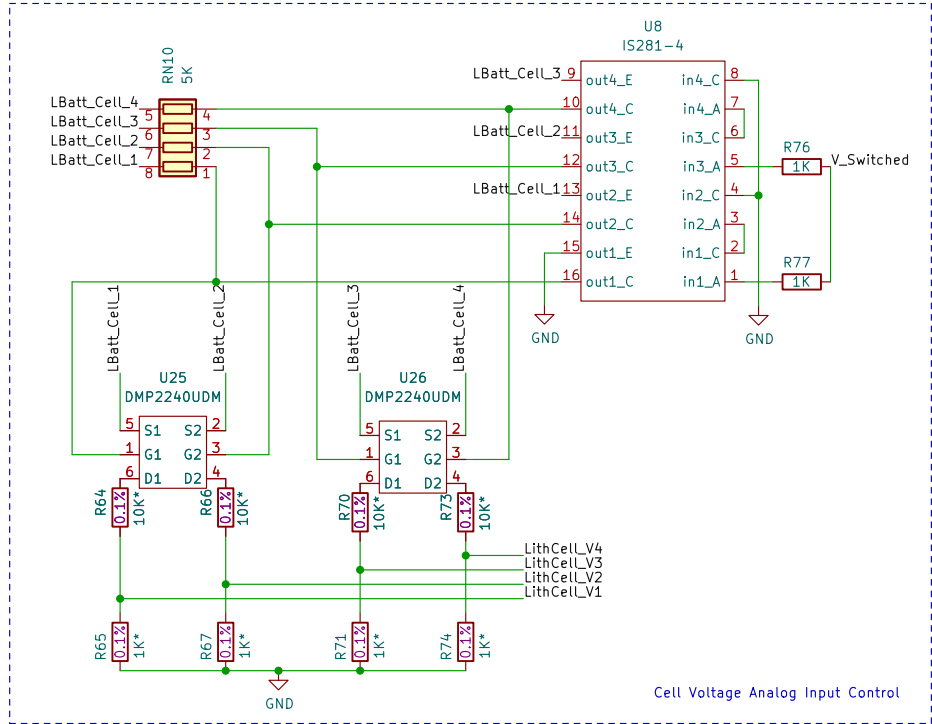 U8
IS281-4
RN10
5K
LBatt_Cell_4
LBatt_Cell_3
LBatt_Cell_2
LBatt_Cell_1
5
6
7
8
4
3
2
1
LBatt_Cell_3
LBatt_Cell_2
LBatt_Cell_1
9 out4_E in4_C 8
10 out4_C in4_A 7
11 out3_E in3_C 6
12 out3_C in3_A 5
13 out2_E in2_C 4
14 out2_C in2_A 3
15 out1_E in1_C 2
16 out1_C in1_A 1
R76
1K
V_Switched
R77
1K
GND
GND
LBatt_Cell_1
LBatt_Cell_2
LBatt_Cell_3
LBatt_Cell_4
U25
DMP2240UDM
5 S1 S2 2
1 G1 G2 3
6 D1 D2 4
U26
DMP2240UDM
5 S1 S2 2
1 G1 G2 3
6 D1 D2 4
R64 0.1% 10K*
R66 0.1% 10K*
R70 0.1% 10K*
R73 0.1% 10K*
LithCell_V4
LithCell_V3
LithCell_V2
LithCell_V1
R65 0.1% 1K*
R67 0.1% 1K*
R71 0.1% 1K*
R74 0.1% 1K*
GND
Cell Voltage Analog Input Control